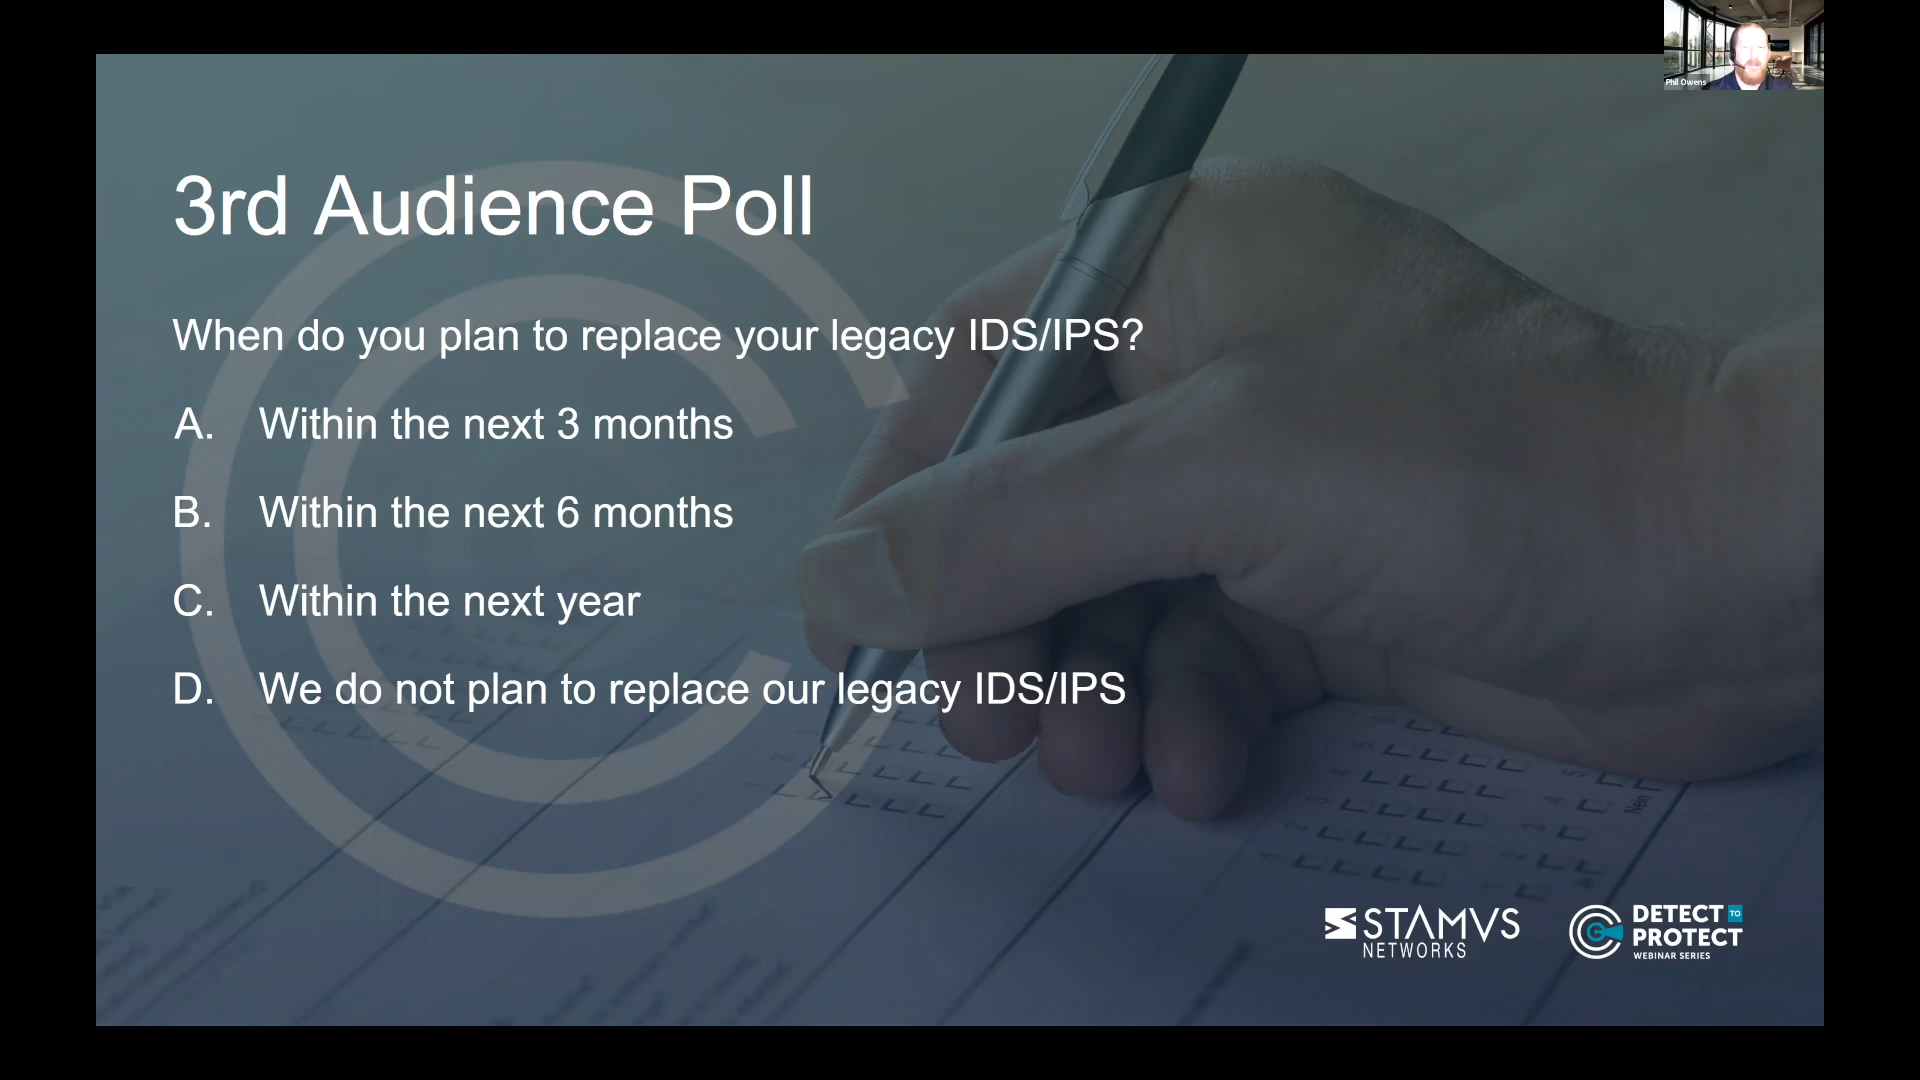 Phil Owens
3rd Audience Poll
When do you plan to replace your legacy IDS/IPS?
A. Within the next 3 months
B. Within the next 6 months
C. Within the next year
D. We do not plan to replace our legacy IDS/IPS
STAMVS
NETWORKS
DETECT TO
PROTECT
WEBINAR SERIES